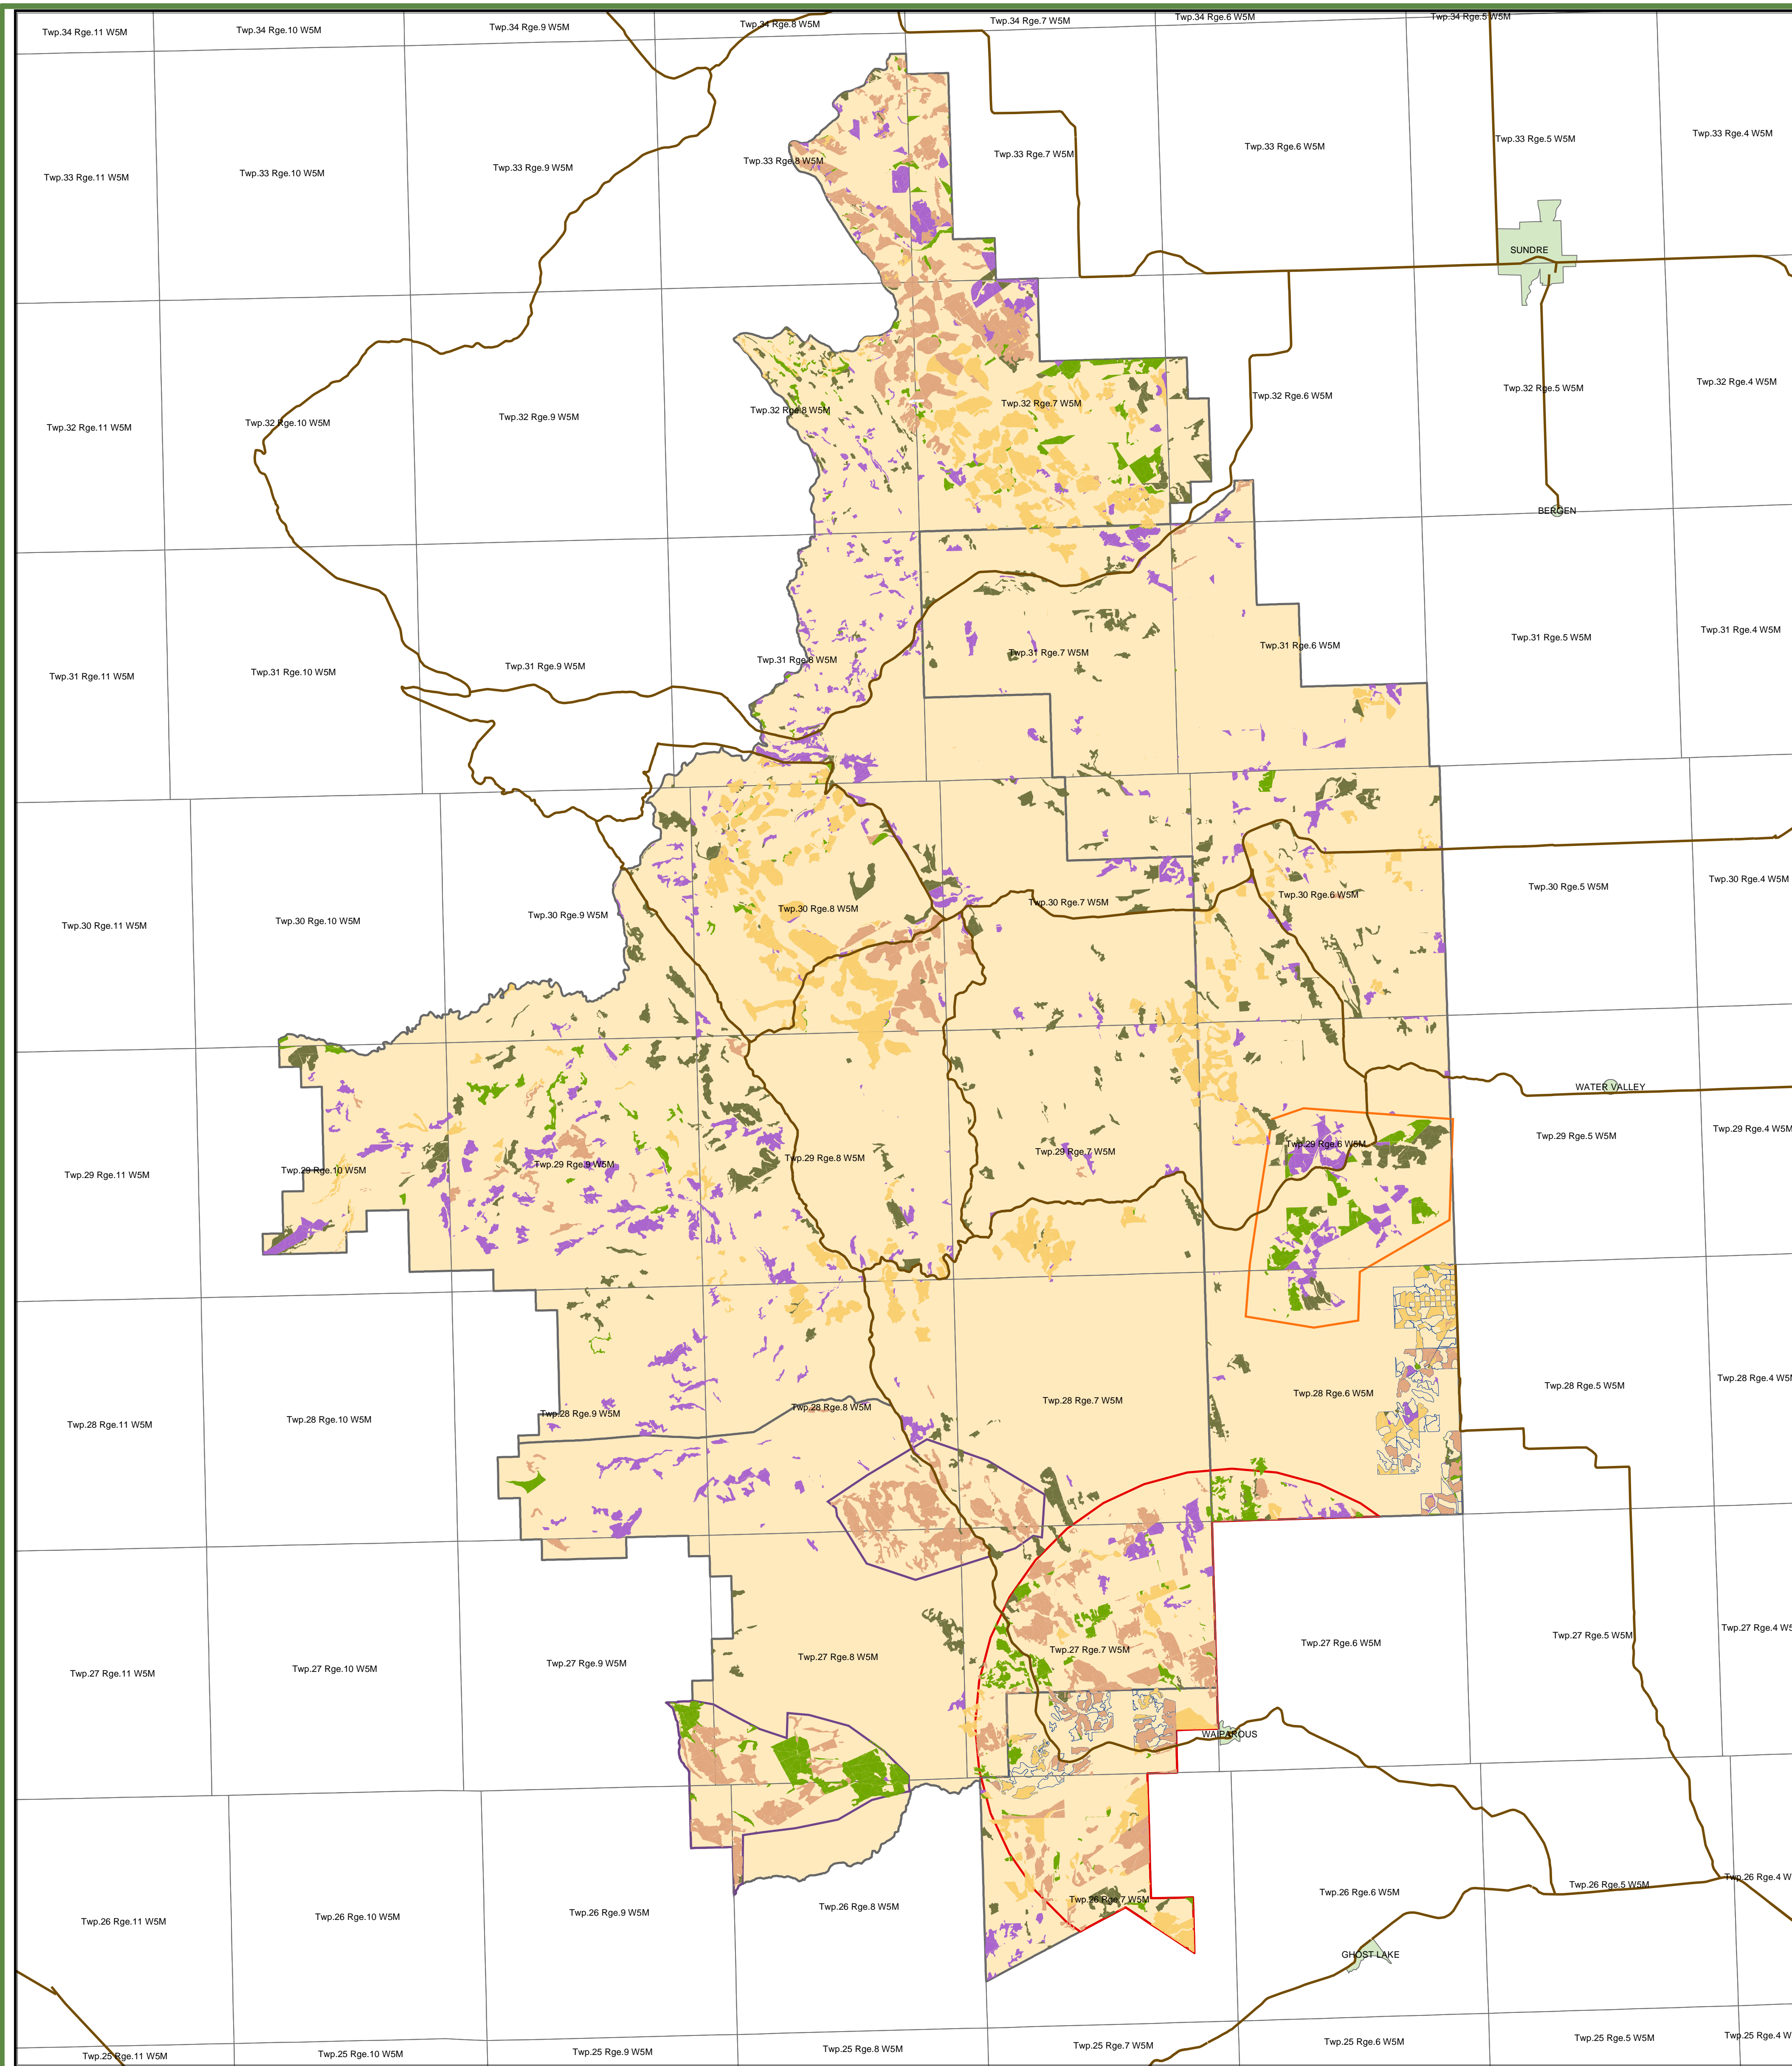 Twp.34 Rge.11 W5M
Twp.34 Rge.10 W5M
Twp.34 Rge.9 W5M
Twp.34 Rge.8 W5M
Twp.34 Rge.7 W5M
Twp.34 Rge.6 W5M
Twp.34 Rge.5 W5M
Twp.33 Rge.11 W5M
Twp.33 Rge.10 W5M
Twp.33 Rge.9 W5M
Twp.33 Rge.8 W5M
Twp.33 Rge.7 W5M
Twp.33 Rge.6 W5M
Twp.33 Rge.5 W5M
Twp.33 Rge.4 W5M
SUNDRE
Twp.32 Rge.11 W5M
Twp.32 Rge.10 W5M
Twp.32 Rge.9 W5M
Twp.32 Rge.8 W5M
Twp.32 Rge.7 W5M
Twp.32 Rge.6 W5M
Twp.32 Rge.5 W5M
Twp.32 Rge.4 W5M
BERGEN
Twp.31 Rge.11 W5M
Twp.31 Rge.10 W5M
Twp.31 Rge.9 W5M
Twp.31 Rge.8 W5M
Twp.31 Rge.7 W5M
Twp.31 Rge.6 W5M
Twp.31 Rge.5 W5M
Twp.31 Rge.4 W5M
Twp.30 Rge.11 W5M
Twp.30 Rge.10 W5M
Twp.30 Rge.9 W5M
Twp.30 Rge.8 W5M
Twp.30 Rge.7 W5M
Twp.30 Rge.6 W5M
Twp.30 Rge.5 W5M
Twp.30 Rge.4 W5M
WATER VALLEY
Twp.29 Rge.11 W5M
Twp.29 Rge.10 W5M
Twp.29 Rge.9 W5M
Twp.29 Rge.8 W5M
Twp.29 Rge.7 W5M
Twp.29 Rge.6 W5M
Twp.29 Rge.5 W5M
Twp.29 Rge.4 W5M
Twp.28 Rge.11 W5M
Twp.28 Rge.10 W5M
Twp.28 Rge.9 W5M
Twp.28 Rge.8 W5M
Twp.28 Rge.7 W5M
Twp.28 Rge.6 W5M
Twp.28 Rge.5 W5M
Twp.28 Rge.4 W5M
Twp.27 Rge.11 W5M
Twp.27 Rge.10 W5M
Twp.27 Rge.9 W5M
Twp.27 Rge.8 W5M
Twp.27 Rge.7 W5M
Twp.27 Rge.6 W5M
Twp.27 Rge.5 W5M
Twp.27 Rge.4 W5
WAIPAROUS
Twp.26 Rge.11 W5M
Twp.26 Rge.10 W5M
Twp.26 Rge.9 W5M
Twp.26 Rge.8 W5M
Twp.26 Rge.7 W5M
Twp.26 Rge.6 W5M
Twp.26 Rge.5 W5M
Twp.26 Rge.4 W
GHOST LAKE
Twp.25 Rge.11 W5M
Twp.25 Rge.10 W5M
Twp.25 Rge.9 W5M
Twp.25 Rge.8 W5M
Twp.25 Rge.7 W5M
Twp.25 Rge.6 W5M
Twp.25 Rge.5 W5M
Twp.25 Rge.4 W